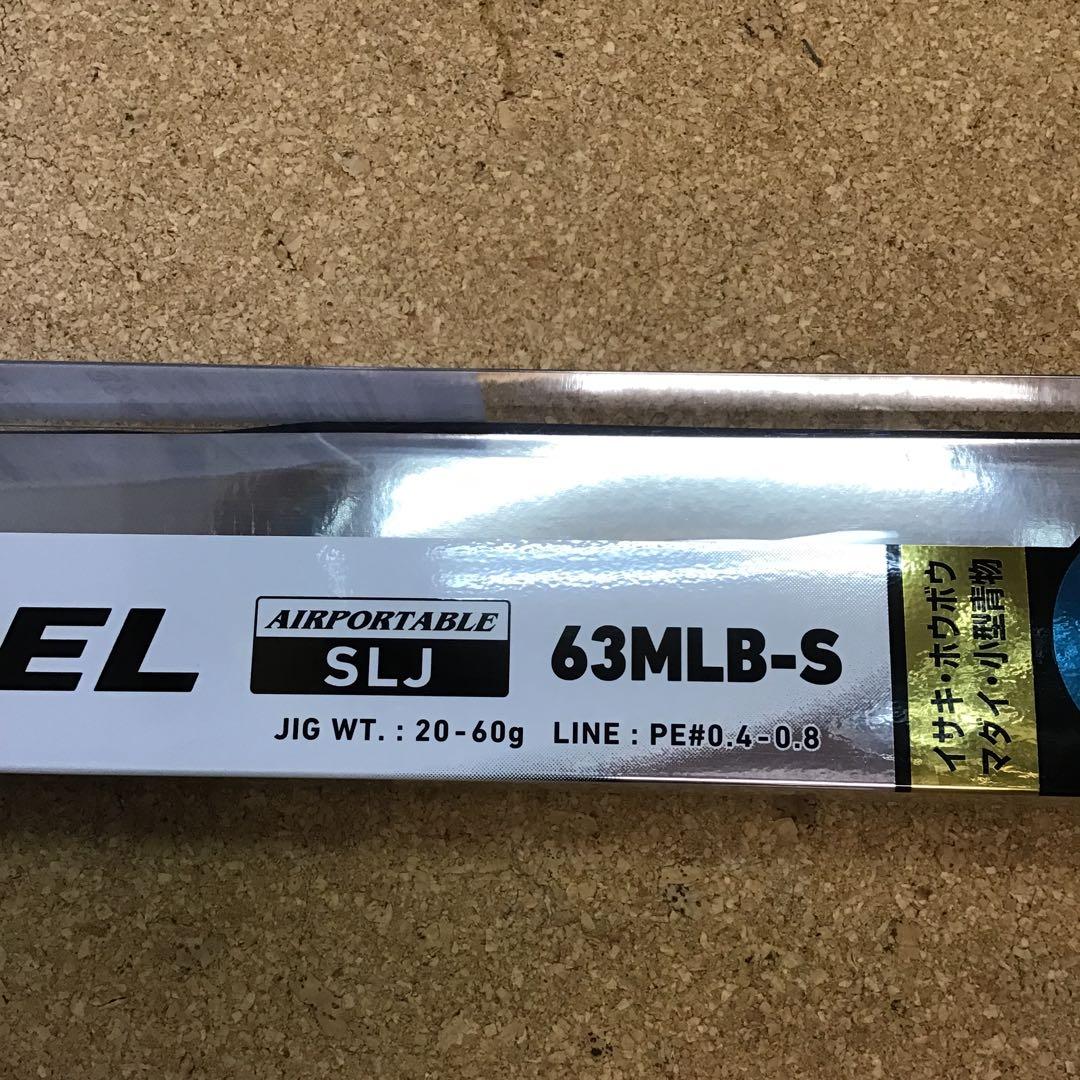 EL
AIRPORTABLE
SLJ
63MLB-S
JIG WT. : 20-60g LINE : PE#0.4-0.8
イサキ・ホウボウ
マダイ・小型青物